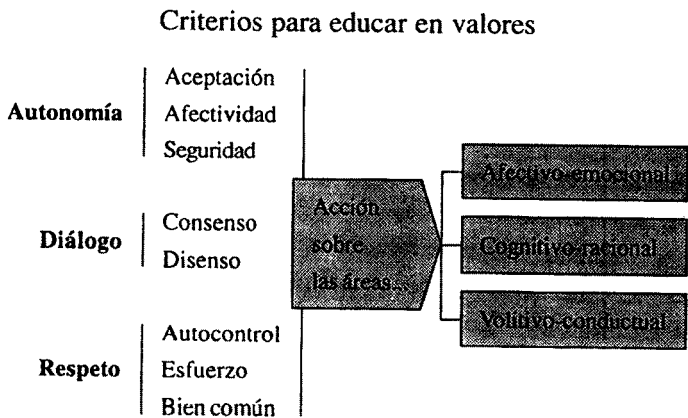 Criterios para educar en valores
Autonomía
Aceptación
Afectividad
Seguridad
Diálogo
Consenso
Disenso
Respeto
Autocontrol
Esfuerzo
Bien común
Acción
sobre
las áreas...
Afectivo-emocional
Cognitivo-racional
Volitivo-conductual